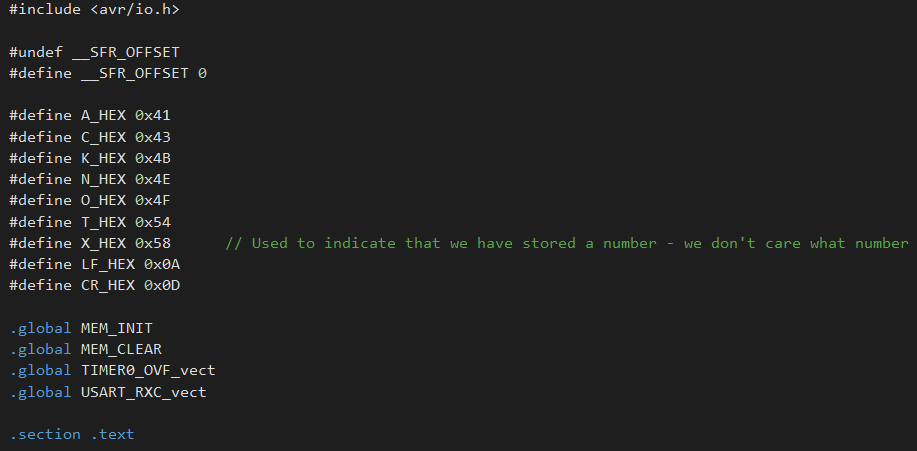 #include <avr/io.h>
#undef __SFR_OFFSET
#define __SFR_OFFSET 0
#define A_HEX 0x41
#define C_HEX 0x43
#define K_HEX 0x4B
#define N_HEX 0x4E
#define O_HEX 0x4F
#define T_HEX 0x54
#define X_HEX 0x58      // Used to indicate that we have stored a number - we don't care what number
#define LF_HEX 0x0A
#define CR_HEX 0x0D
.global MEM_INIT
.global MEM_CLEAR
.global TIMER0_OVF_vect
.global USART_RXC_vect
.section .text